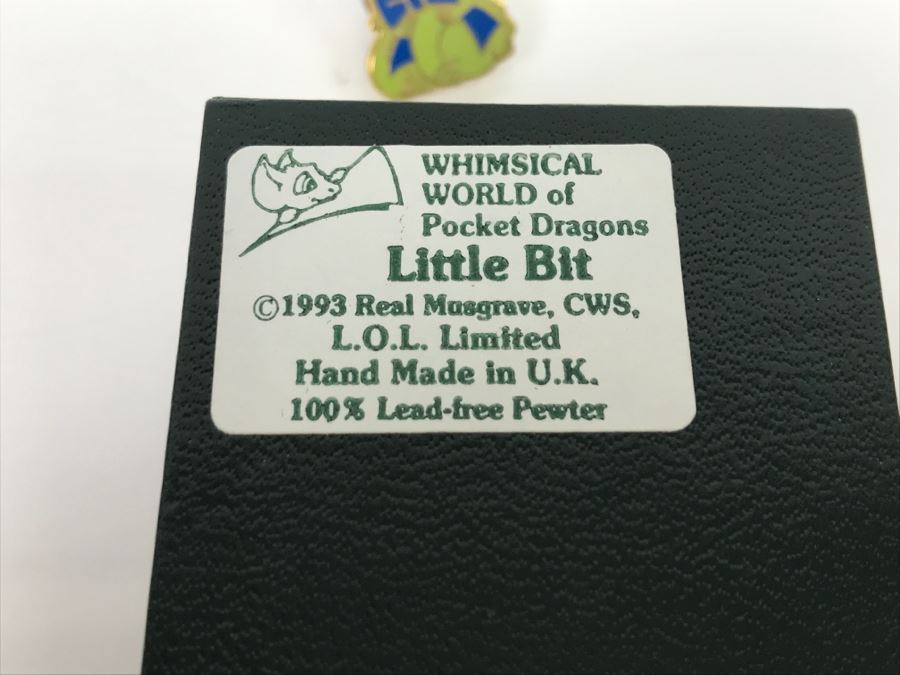 WHIMSICAL
WORLD of
Pocket Dragons
Little Bit
©1993 Real Musgrave, CWS,
L.O.L. Limited
Hand Made in U.K.
100% Lead-free Pewter